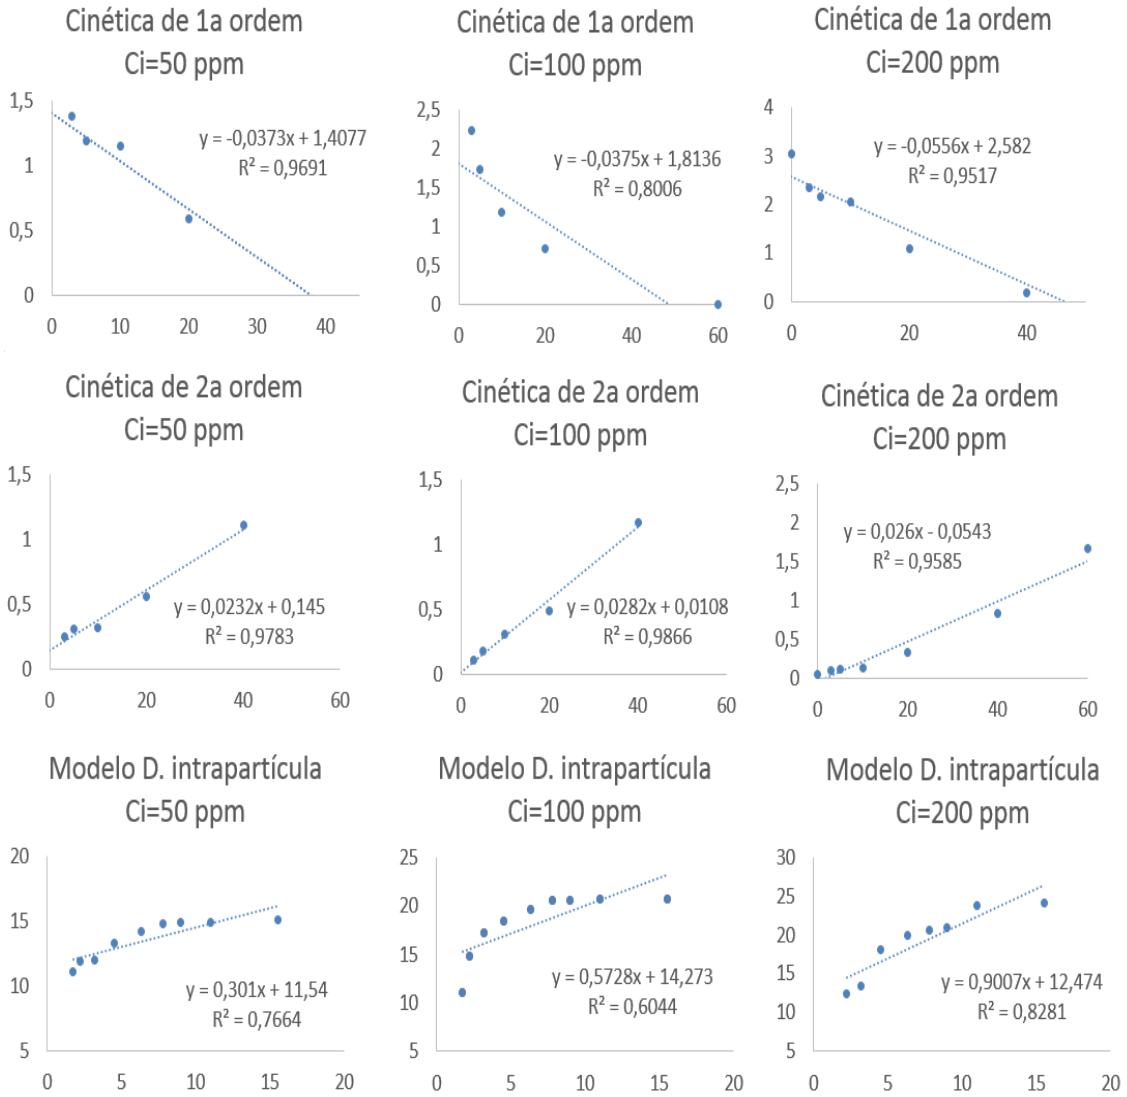 Cinética de 1a ordem
Ci=50 ppm
1,5
1
0,5
0
0 10 20 30 40
y = -0,0373x + 1,4077
R² = 0,9691
Cinética de 1a ordem
Ci=100 ppm
2,5
2
1,5
1
0,5
0
0 20 40 60
y = -0,0375x + 1,8136
R² = 0,8006
Cinética de 1a ordem
Ci=200 ppm
4
3
2
1
0
0 20 40
y = -0,0556x + 2,582
R² = 0,9517
Cinética de 2a ordem
Ci=50 ppm
1,5
1
0,5
0
0 20 40 60
y = 0,0232x + 0,145
R² = 0,9783
Cinética de 2a ordem
Ci=100 ppm
1,5
1
0,5
0
0 20 40 60
y = 0,0282x + 0,0108
R² = 0,9866
Cinética de 2a ordem
Ci=200 ppm
2,5
2
1,5
1
0,5
0
0 20 40 60
y = 0,026x - 0,0543
R² = 0,9585
Modelo D. intrapartícula
Ci=50 ppm
20
15
10
5
0 5 10 15 20
y = 0,301x + 11,54
R² = 0,7664
Modelo D. intrapartícula
Ci=100 ppm
25
20
15
10
5
0 5 10 15 20
y = 0,5728x + 14,273
R² = 0,6044
Modelo D. intrapartícula
Ci=200 ppm
30
25
20
15
10
5
0 5 10 15 20
y = 0,9007x + 12,474
R² = 0,8281